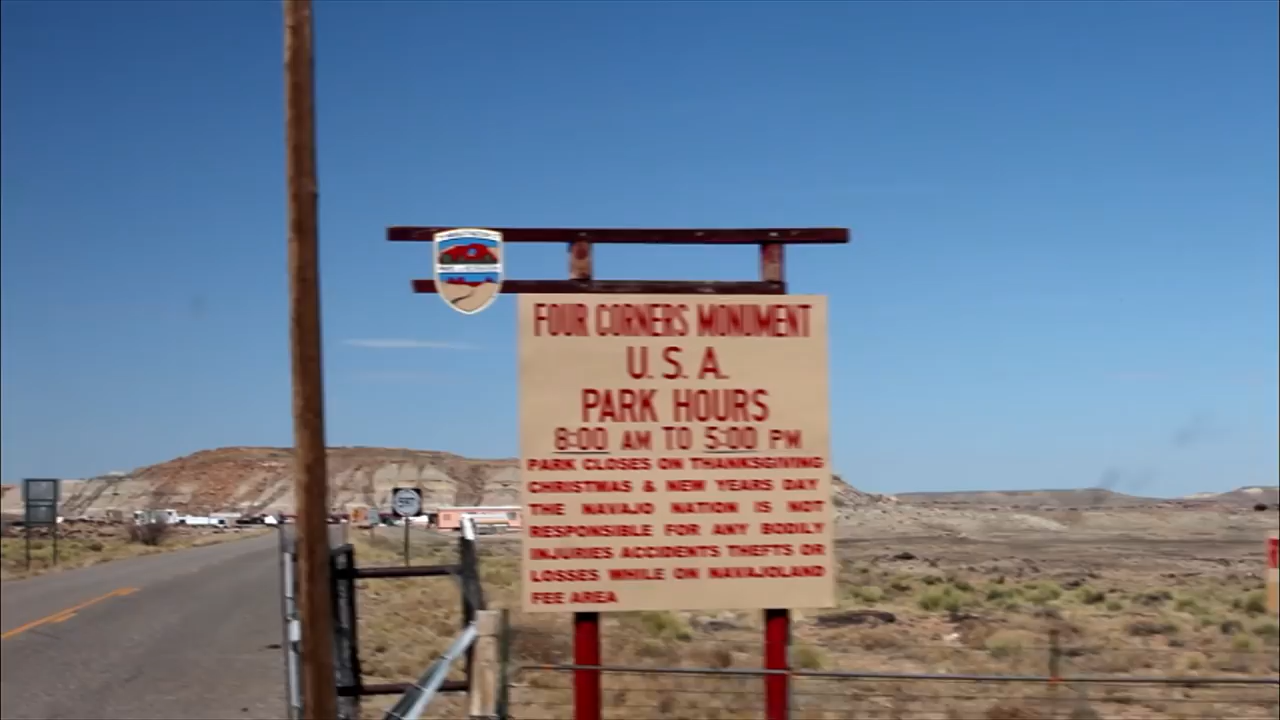 FOUR CORNERS MONUMENT
U. S. A.
PARK HOURS
8:00 AM TO 5:00 PM
PARK CLOSES ON THANKSGIVING
CHRISTMAS & NEW YEARS DAY
THE NAVAJO NATION IS NOT
RESPONSIBLE FOR ANY BODILY
INJURIES ACCIDENTS THEFTS OR
LOSSES WHILE ON NAVAJOLAND
FEE AREA